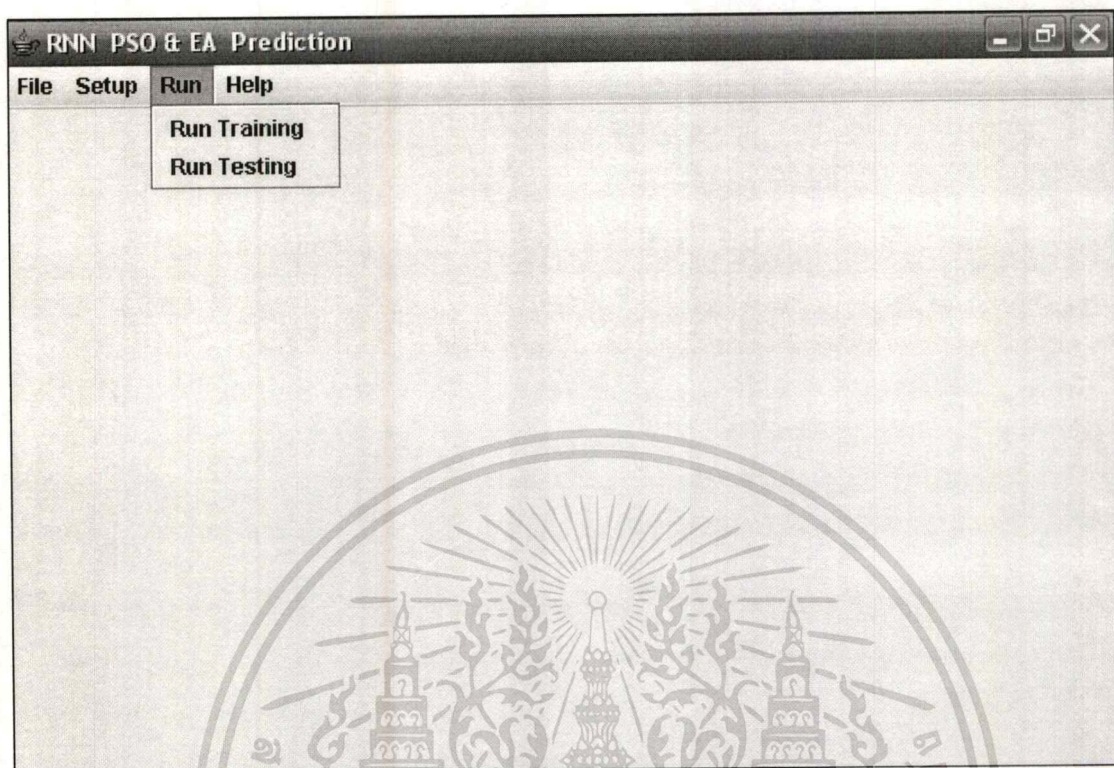 RNN PSO & EA Prediction
File Setup Run Help
Run Training
Run Testing